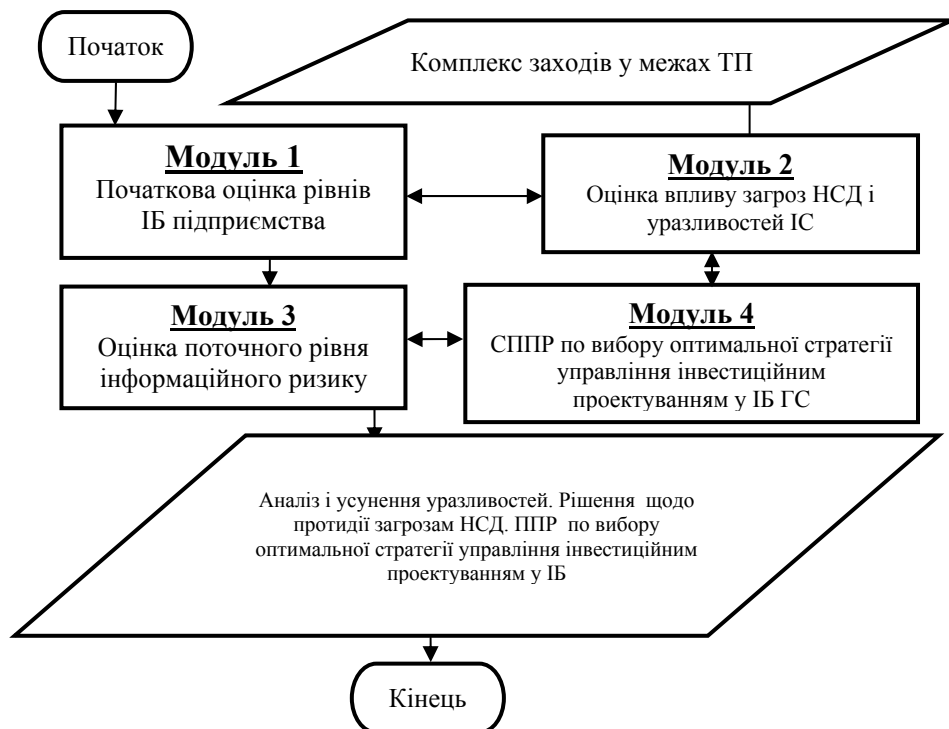 Початок
Комплекс заходів у межах ТП
Модуль 1
Початкова оцінка рівнів
ІБ підприємства
Модуль 2
Оцінка впливу загроз НСД і
уразливостей ІС
Модуль 3
Оцінка поточного рівня
інформаційного ризику
Модуль 4
СППР по вибору оптимальної стратегії
управління інвестиційним
проектуванням у ІБ ГС
Аналіз і усунення уразливостей. Рішення щодо
протидії загрозам НСД. ППР по вибору
оптимальної стратегії управління інвестиційним
проектуванням у ІБ
Кінець